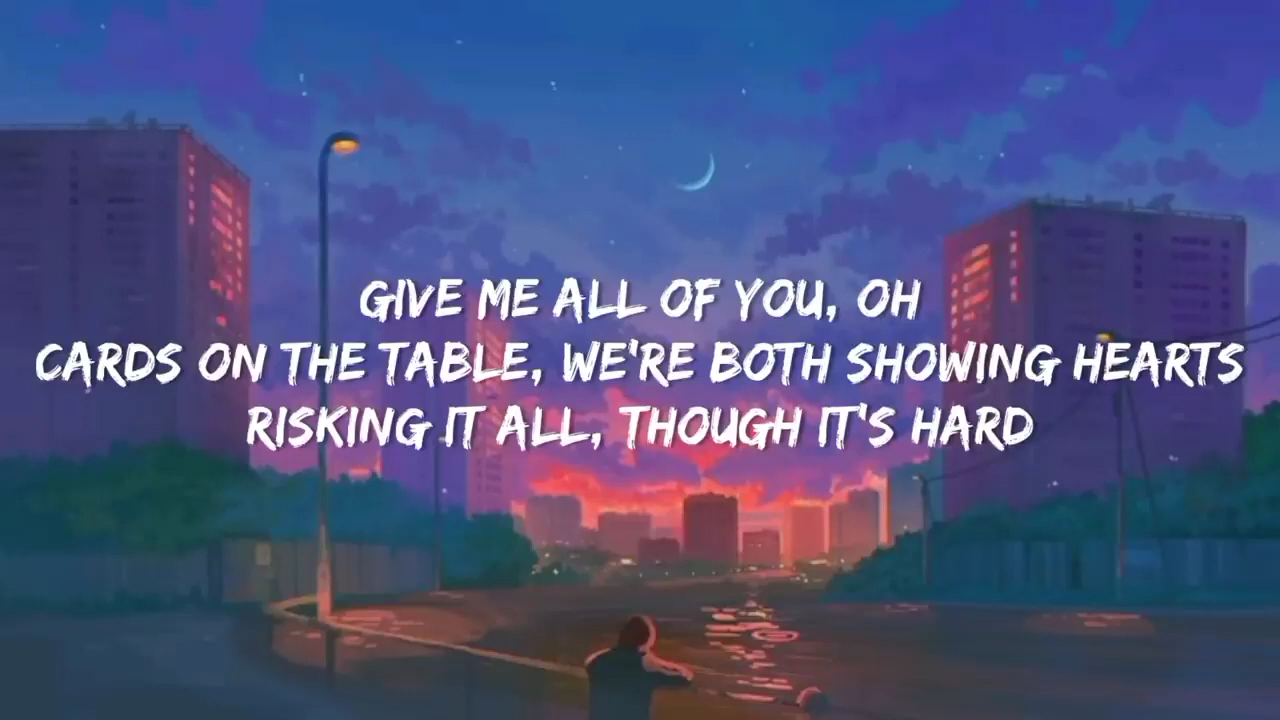 GIVE ME ALL OF YOU, OH
CARDS ON THE TABLE, WE'RE BOTH SHOWING HEARTS
RISKING IT ALL, THOUGH IT'S HARD